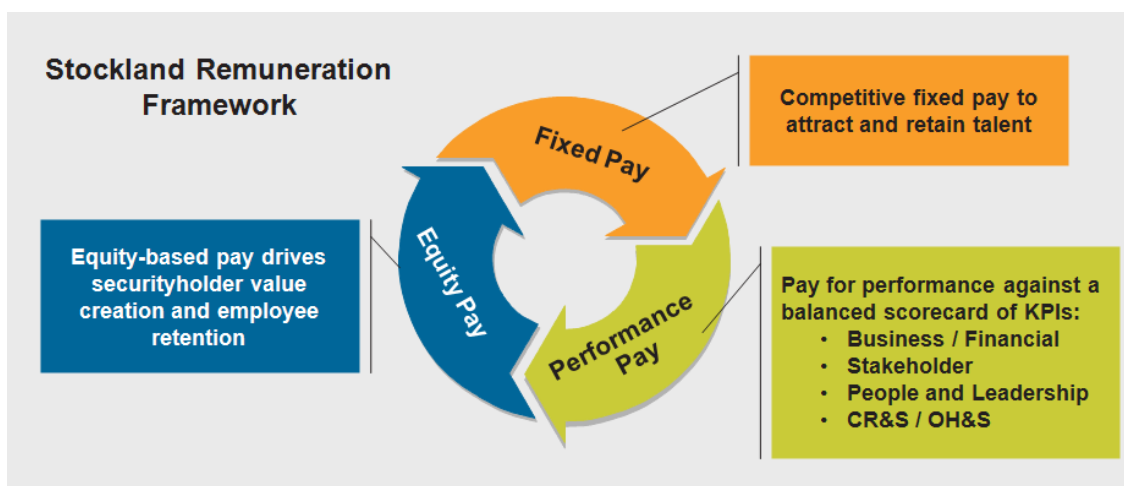 Stockland Remuneration
Framework
Fixed Pay
Competitive fixed pay to
attract and retain talent
Equity Pay
Equity-based pay drives
securityholder value
creation and employee
retention
Performance
Pay
Pay for performance against a
balanced scorecard of KPIs:
• Business / Financial
• Stakeholder
• People and Leadership
• CR&S / OH&S